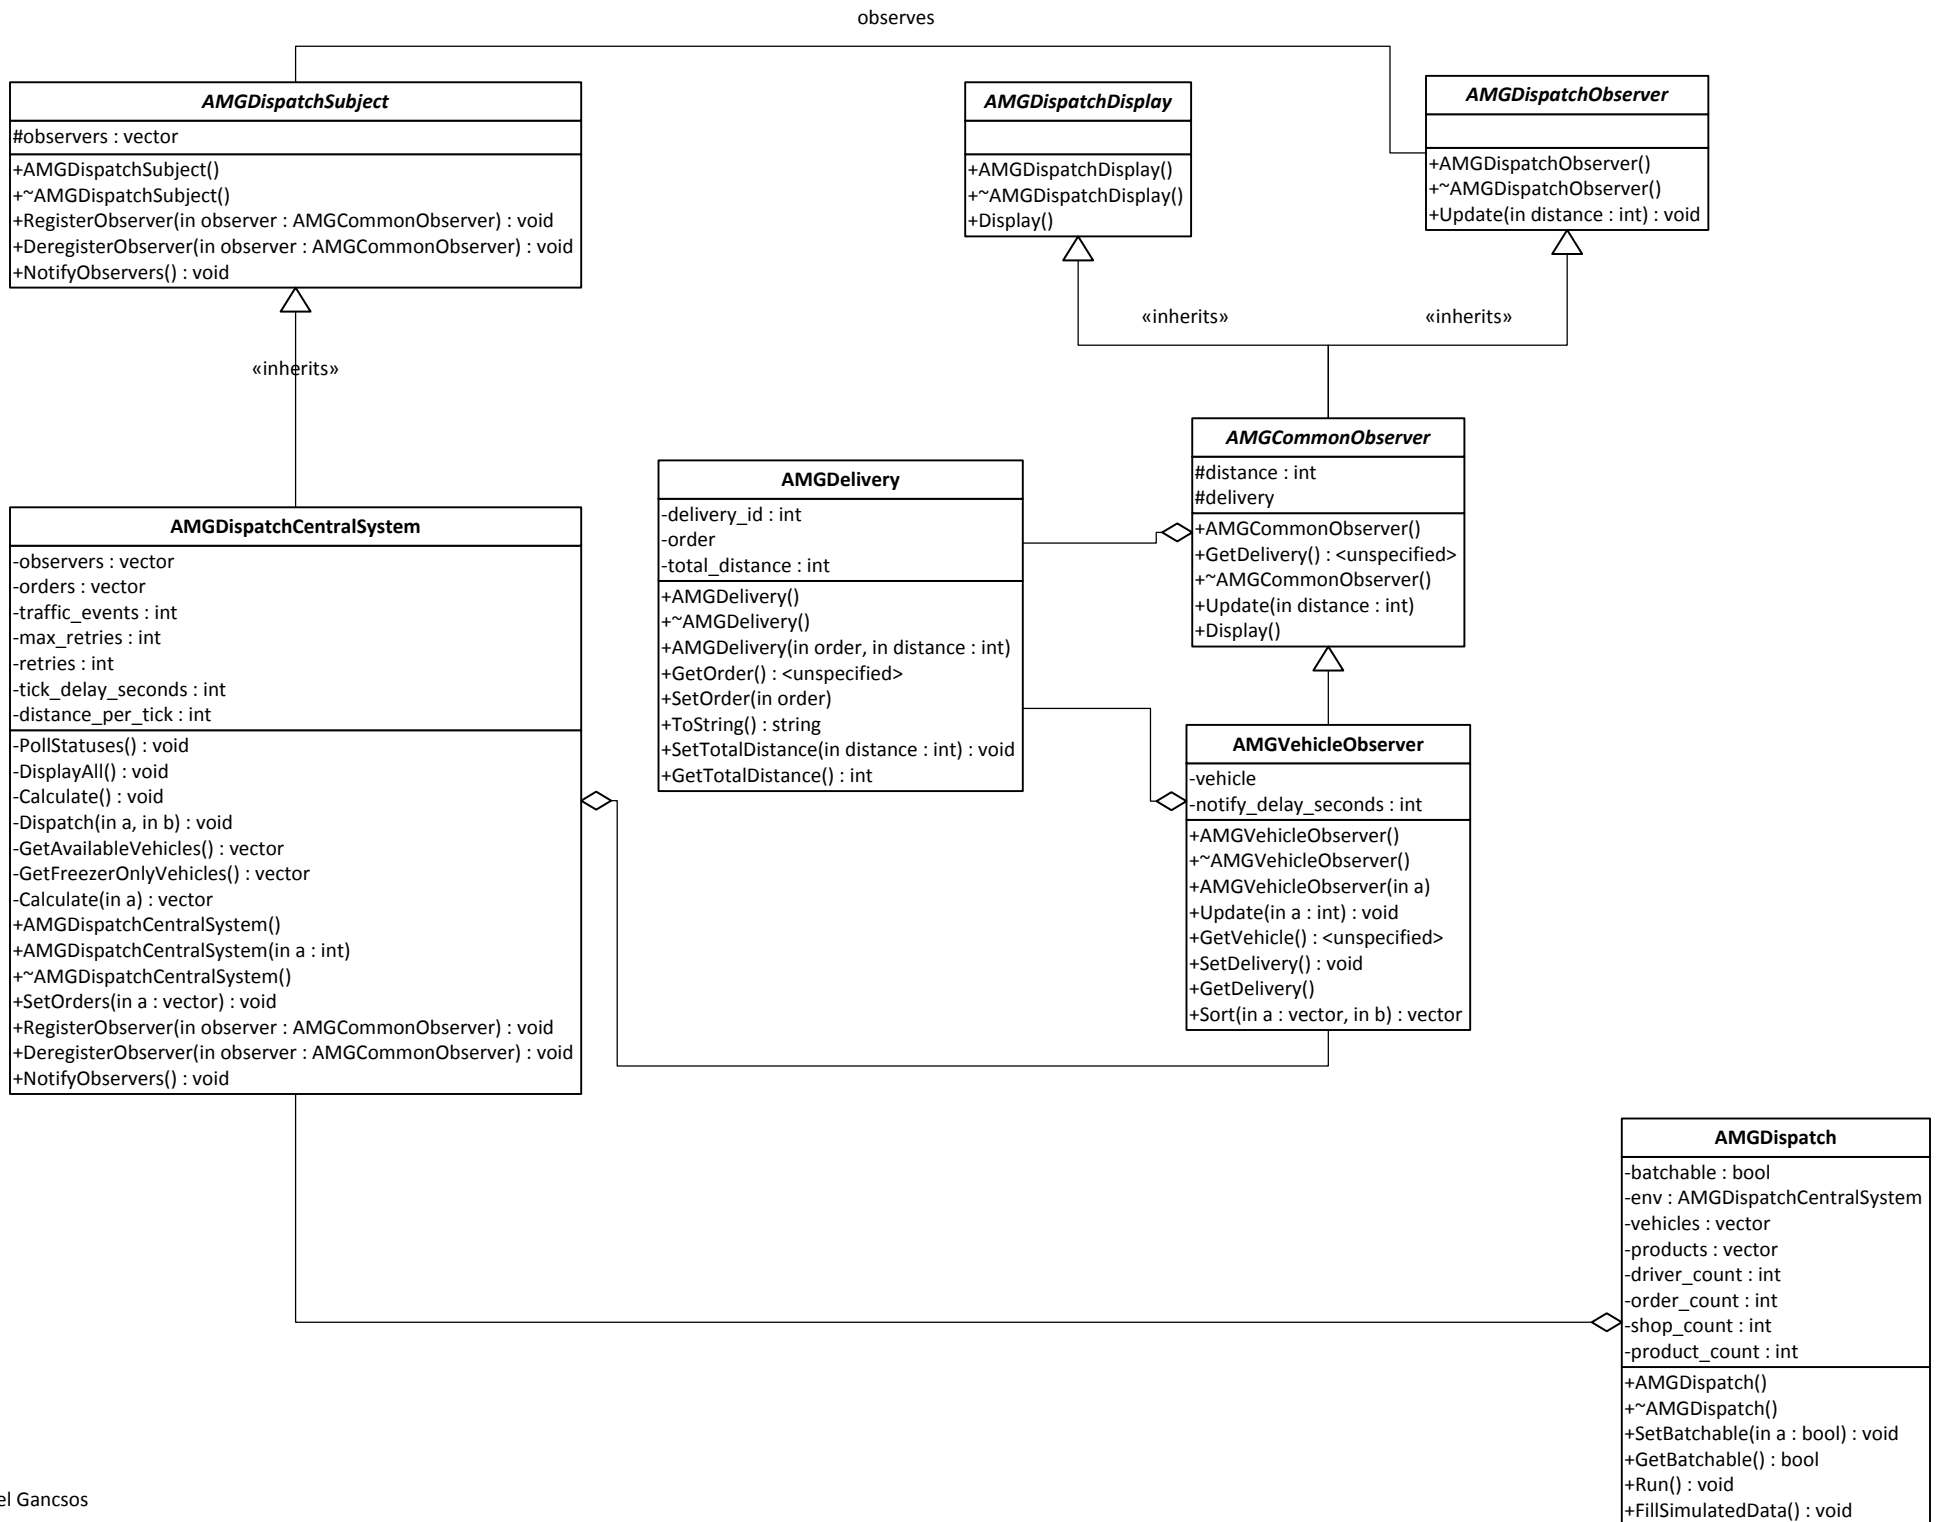 observes
AMGDispatchSubject
#observers : vector
+AMGDispatchSubject()
+~AMGDispatchSubject()
+RegisterObserver(in observer : AMGCommonObserver) : void
+DeregisterObserver(in observer : AMGCommonObserver) : void
+NotifyObservers() : void
AMGDispatchDisplay
+AMGDispatchDisplay()
+~AMGDispatchDisplay()
+Display()
AMGDispatchObserver
+AMGDispatchObserver()
+~AMGDispatchObserver()
+Update(in distance : int) : void
«inherits»
«inherits»
«inherits»
AMGCommonObserver
#distance : int
#delivery
+AMGCommonObserver()
+GetDelivery() : <unspecified>
+~AMGCommonObserver()
+Update(in distance : int)
+Display()
AMGDelivery
-delivery_id : int
-order
-total_distance : int
+AMGDelivery()
+~AMGDelivery()
+AMGDelivery(in order, in distance : int)
+GetOrder() : <unspecified>
+SetOrder(in order)
+ToString() : string
+SetTotalDistance(in distance : int) : void
+GetTotalDistance() : int
AMGDispatchCentralSystem
-observers : vector
-orders : vector
-traffic_events : int
-max_retries : int
-retries : int
-tick_delay_seconds : int
-distance_per_tick : int
-PollStatuses() : void
-DisplayAll() : void
-Calculate() : void
-Dispatch(in a, in b) : void
-GetAvailableVehicles() : vector
-GetFreezerOnlyVehicles() : vector
-Calculate(in a) : vector
+AMGDispatchCentralSystem()
+AMGDispatchCentralSystem(in a : int)
+~AMGDispatchCentralSystem()
+SetOrders(in a : vector) : void
+RegisterObserver(in observer : AMGCommonObserver) : void
+DeregisterObserver(in observer : AMGCommonObserver) : void
+NotifyObservers() : void
AMGVehicleObserver
-vehicle
-notify_delay_seconds : int
+AMGVehicleObserver()
+~AMGVehicleObserver()
+AMGVehicleObserver(in a)
+Update(in a : int) : void
+GetVehicle() : <unspecified>
+SetDelivery() : void
+GetDelivery()
+Sort(in a : vector, in b) : vector
AMGDispatch
-batchable : bool
-env : AMGDispatchCentralSystem
-vehicles : vector
-products : vector
-driver_count : int
-order_count : int
-shop_count : int
-product_count : int
+AMGDispatch()
+~AMGDispatch()
+SetBatchable(in a : bool) : void
+GetBatchable() : bool
+Run() : void
+FillSimulatedData() : void
el Gancsos